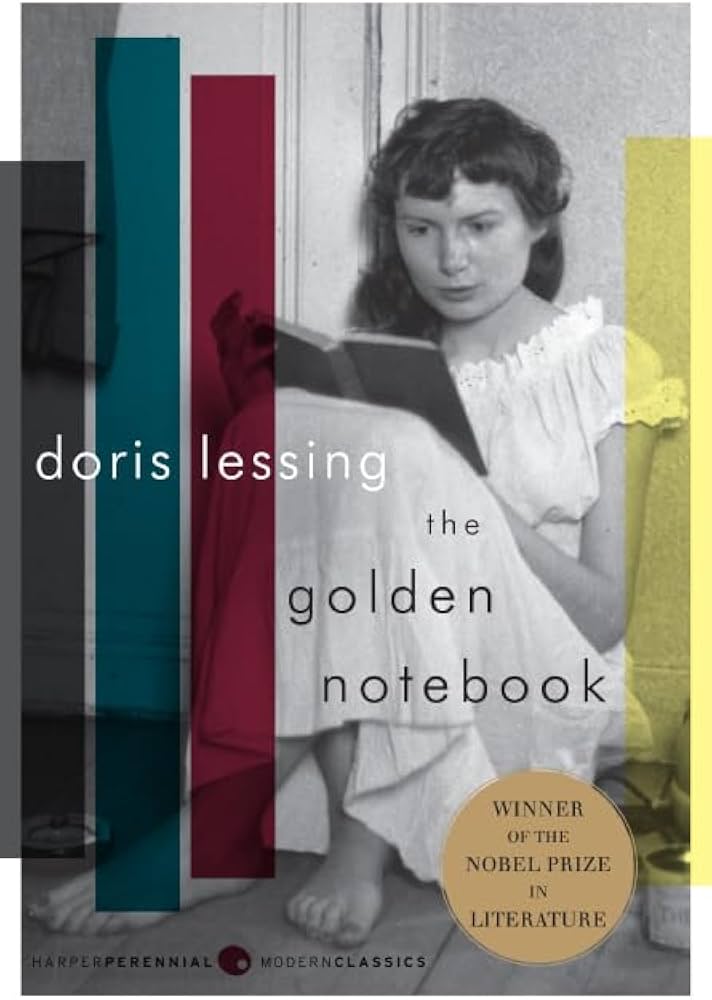 doris lessing
the
golden
notebook
WINNER
OF THE
NOBEL PRIZE
IN
LITERATURE
HARPERPERENNIAL MODERNCLASSICS